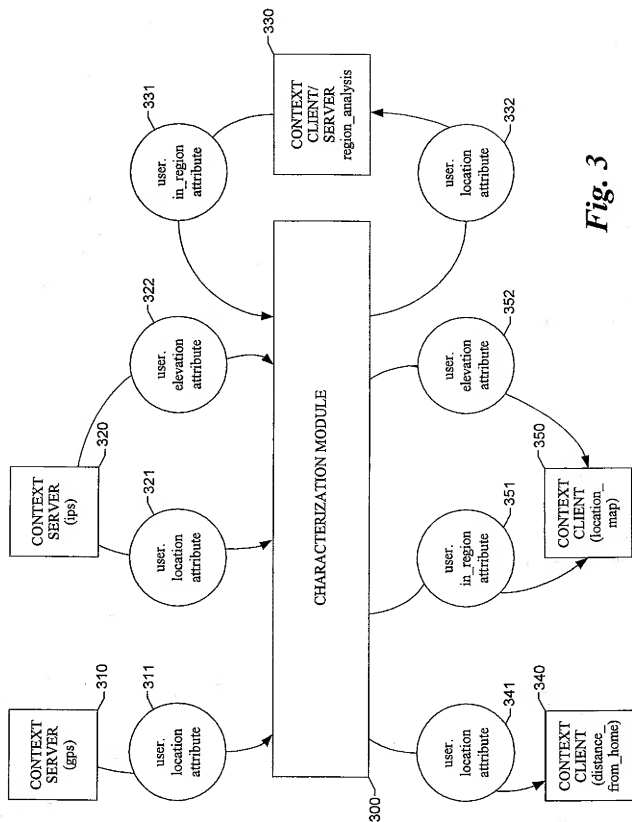 310
CONTEXT
SERVER
(gps)
311
user.
location
attribute
320
CONTEXT
SERVER
(ips)
321
user.
location
attribute
322
user.
elevation
attribute
331
user.
in_region
attribute
330
CONTEXT
CLIENT/
SERVER
region_analysis
332
user.
location
attribute
300
CHARACTERIZATION MODULE
341
user.
location
attribute
340
CONTEXT
CLIENT
(distance_
from_home)
351
user.
in_region
attribute
352
user.
elevation
attribute
350
CONTEXT
CLIENT
(location_
map)
Fig. 3